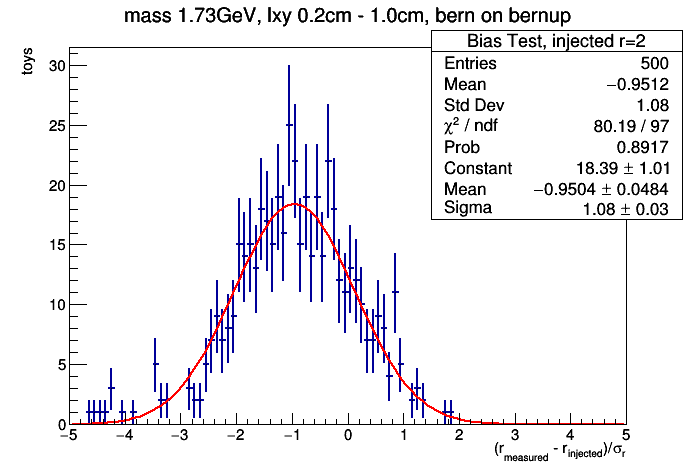 mass 1.73GeV, lxy 0.2cm - 1.0cm, bern on bernup
Bias Test, injected r=2
Entries 500
Mean −0.9512
Std Dev 1.08
χ² / ndf 80.19 / 97
Prob 0.8917
Constant 18.39 ± 1.01
Mean −0.9504 ± 0.0484
Sigma 1.08 ± 0.03
toys
30
25
20
15
10
5
0
−5 −4 −3 −2 −1 0 1 2 3 4 5
(r_measured - r_injected)/σ_r